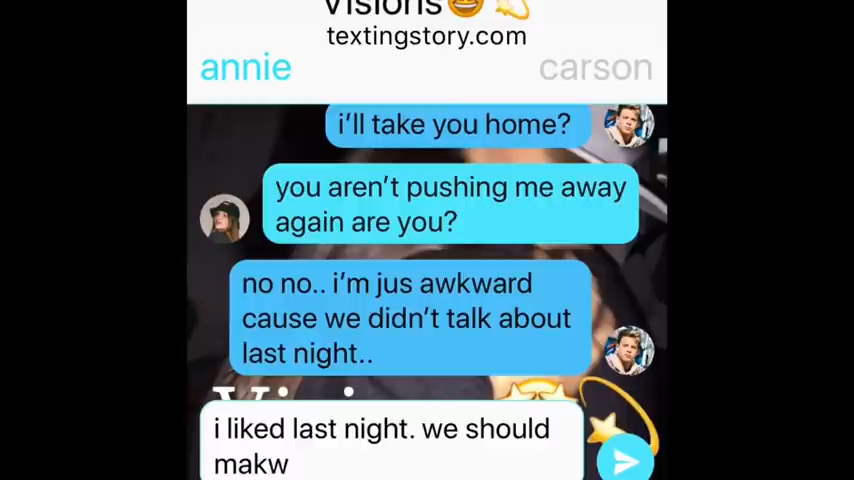 Visions🤩💫
textingstory.com
annie
carson
i'll take you home?
you aren't pushing me away
again are you?
no no.. i'm jus awkward
cause we didn't talk about
last night..
i liked last night. we should
makw